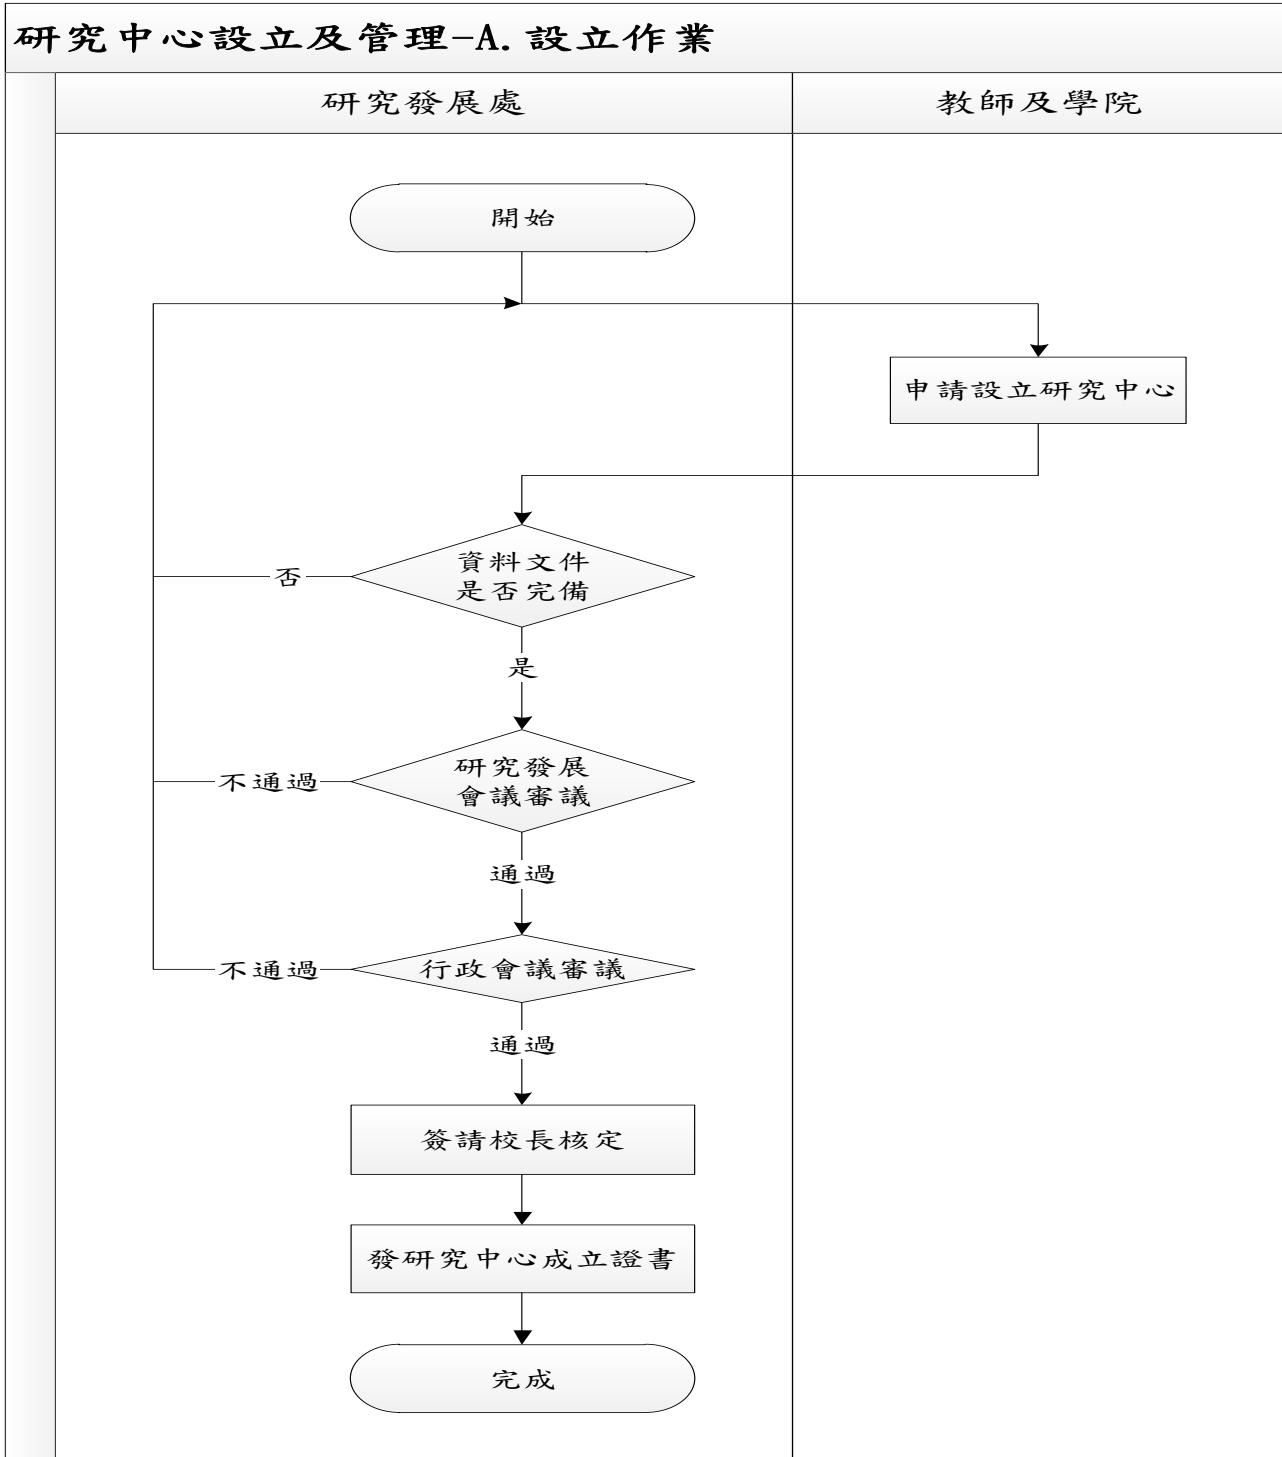 研究中心設立及管理-A.設立作業
研究發展處
教師及學院
開始
申請設立研究中心
資料文件
是否完備
否
是
研究發展
會議審議
不通過
通過
行政會議審議
不通過
通過
簽請校長核定
發研究中心成立證書
完成